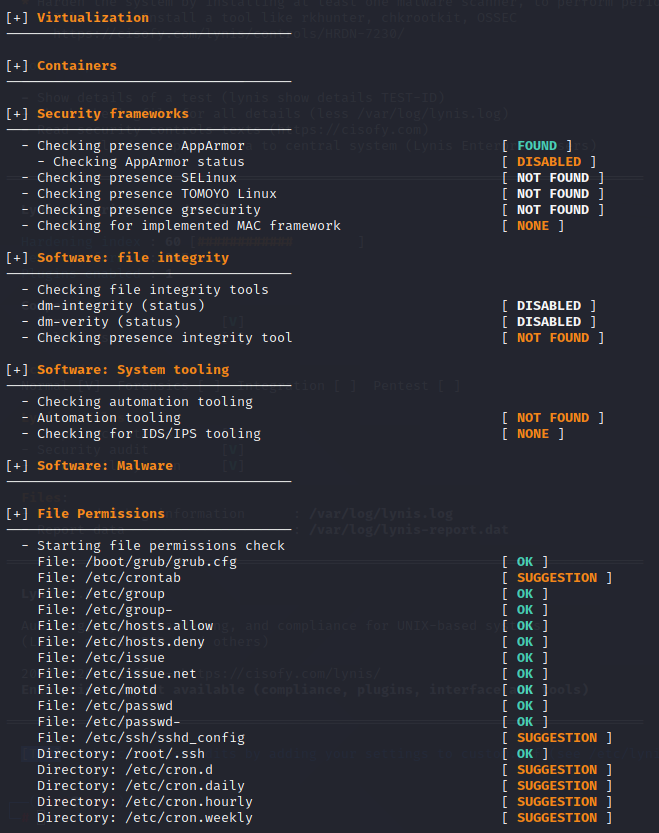 [+] Virtualization
------------------------------------
[+] Containers
------------------------------------
[+] Security frameworks
------------------------------------
- Checking presence AppArmor [ FOUND ]
- Checking AppArmor status [ DISABLED ]
- Checking presence SELinux [ NOT FOUND ]
- Checking presence TOMOYO Linux [ NOT FOUND ]
- Checking presence grsecurity [ NOT FOUND ]
- Checking for implemented MAC framework [ NONE ]
[+] Software: file integrity
------------------------------------
- Checking file integrity tools
- dm-integrity (status) [ DISABLED ]
- dm-verity (status) [ DISABLED ]
- Checking presence integrity tool [ NOT FOUND ]
[+] Software: System tooling
------------------------------------
- Checking automation tooling
- Automation tooling [ NOT FOUND ]
- Checking for IDS/IPS tooling [ NONE ]
[+] Software: Malware
------------------------------------
[+] File Permissions
------------------------------------
- Starting file permissions check
File: /boot/grub/grub.cfg [ OK ]
File: /etc/crontab [ SUGGESTION ]
File: /etc/group [ OK ]
File: /etc/group- [ OK ]
File: /etc/hosts.allow [ OK ]
File: /etc/hosts.deny [ OK ]
File: /etc/issue [ OK ]
File: /etc/issue.net [ OK ]
File: /etc/motd [ OK ]
File: /etc/passwd [ OK ]
File: /etc/passwd- [ OK ]
File: /etc/ssh/sshd_config [ SUGGESTION ]
Directory: /root/.ssh [ OK ]
Directory: /etc/cron.d [ SUGGESTION ]
Directory: /etc/cron.daily [ SUGGESTION ]
Directory: /etc/cron.hourly [ SUGGESTION ]
Directory: /etc/cron.weekly [ SUGGESTION ]